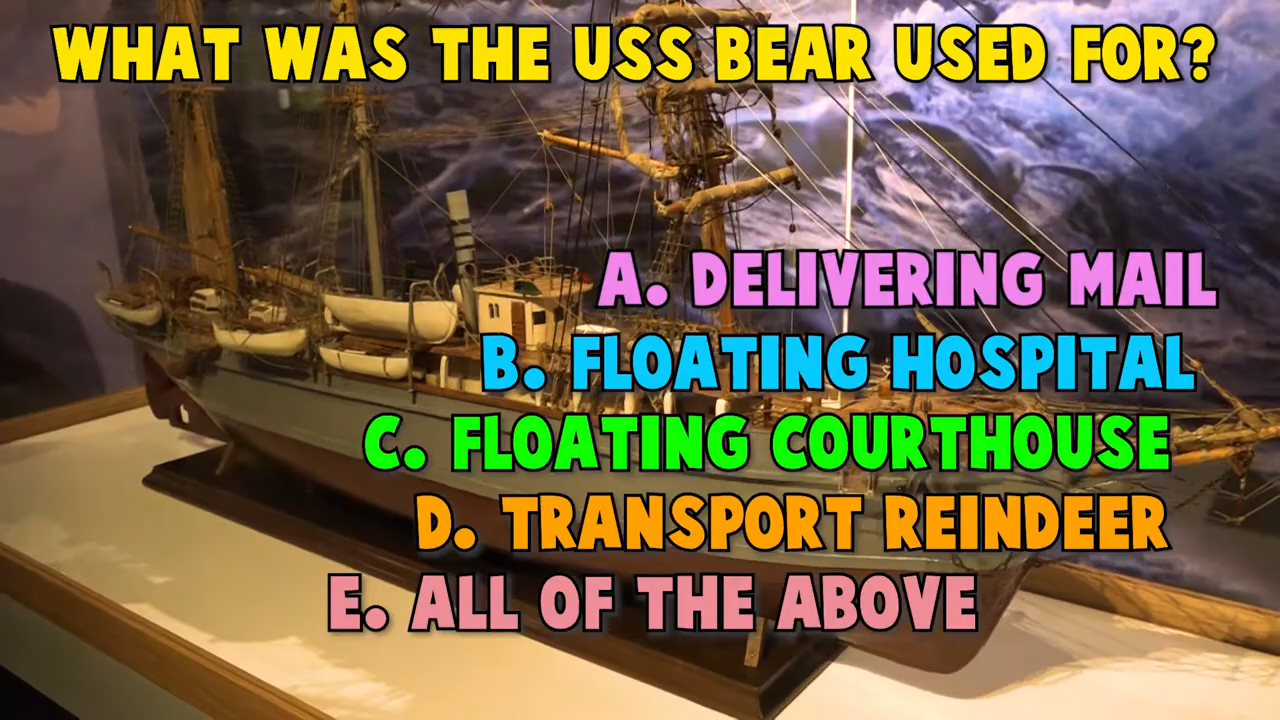 WHAT WAS THE USS BEAR USED FOR?
A. DELIVERING MAIL
B. FLOATING HOSPITAL
C. FLOATING COURTHOUSE
D. TRANSPORT REINDEER
E. ALL OF THE ABOVE